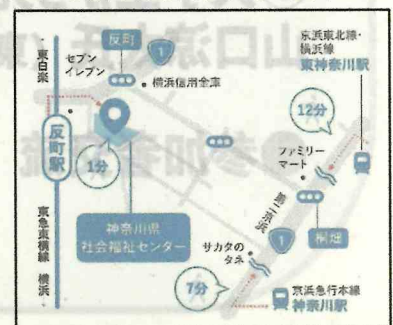 反町
1
東白楽
セブン
イレブン
横浜信用金庫
京浜東北線・
横浜線
東神奈川駅
12分
反町駅
1分
ファミリー
マート
第二京浜
神奈川県
社会福祉センター
桐畑
サカタの
タネ
1
東急東横線
横浜
7分
京浜急行本線
神奈川駅